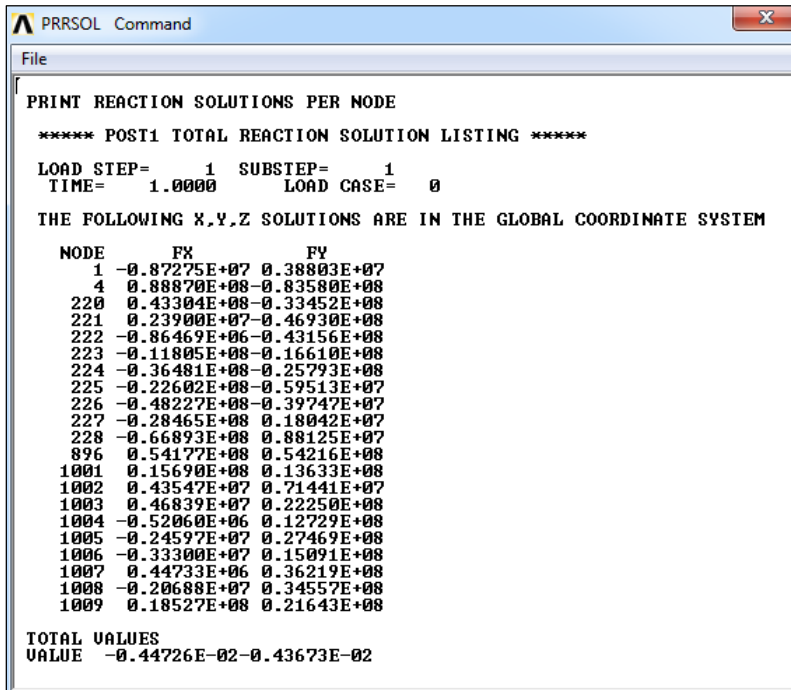 PRRSOL Command
File
PRINT REACTION SOLUTIONS PER NODE
***** POST1 TOTAL REACTION SOLUTION LISTING *****
LOAD STEP= 1 SUBSTEP= 1
TIME= 1.0000 LOAD CASE= 0
THE FOLLOWING X,Y,Z SOLUTIONS ARE IN THE GLOBAL COORDINATE SYSTEM
NODE FX FY
1 -0.87275E+07 0.38803E+07
4 0.88870E+08-0.83580E+08
220 0.43304E+08-0.33452E+08
221 0.23900E+07-0.46930E+08
222 -0.86469E+06-0.43156E+08
223 -0.11805E+08-0.16610E+08
224 -0.36481E+08-0.25793E+08
225 -0.22602E+08-0.59513E+07
226 -0.48227E+08-0.39747E+07
227 -0.28465E+08 0.18042E+07
228 -0.66893E+08 0.88125E+07
896 0.54177E+08 0.54216E+08
1001 0.15690E+08 0.13633E+08
1002 0.43547E+07 0.71441E+07
1003 0.46839E+07 0.22250E+08
1004 -0.52060E+06 0.12729E+08
1005 -0.24597E+07 0.27469E+08
1006 -0.33300E+07 0.15091E+08
1007 0.44733E+06 0.36219E+08
1008 -0.20688E+07 0.34557E+08
1009 0.18527E+08 0.21643E+08
TOTAL VALUES
VALUE -0.44726E-02-0.43673E-02